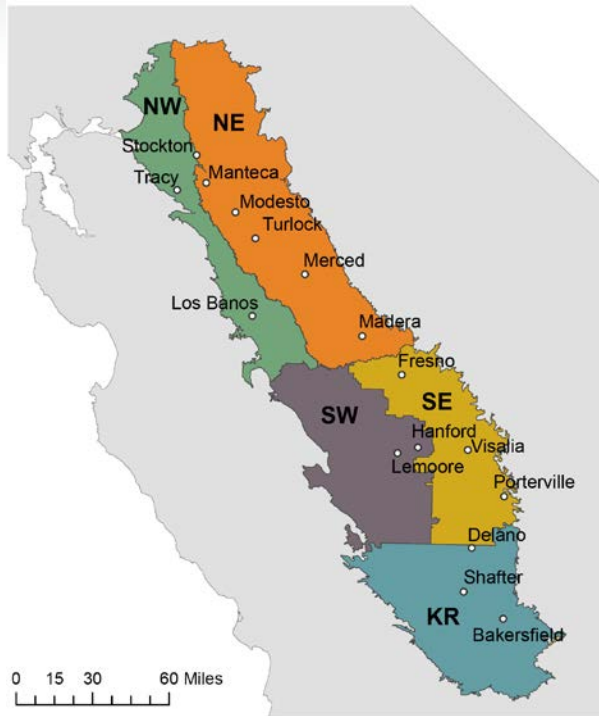 NW
NE
Stockton
Tracy
Manteca
Modesto
Turlock
Merced
Los Banos
Madera
Fresno
SW
SE
Hanford
Visalia
Lemoore
Porterville
Delano
Shafter
KR
Bakersfield
0 15 30 60 Miles